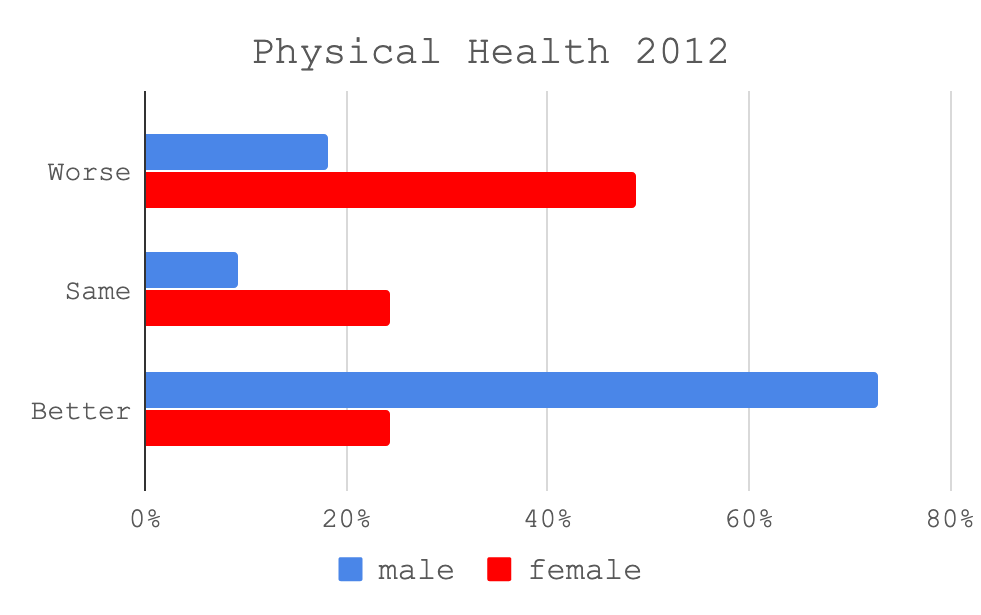 Physical Health 2012
Worse
Same
Better
0% 20% 40% 60% 80%
male female